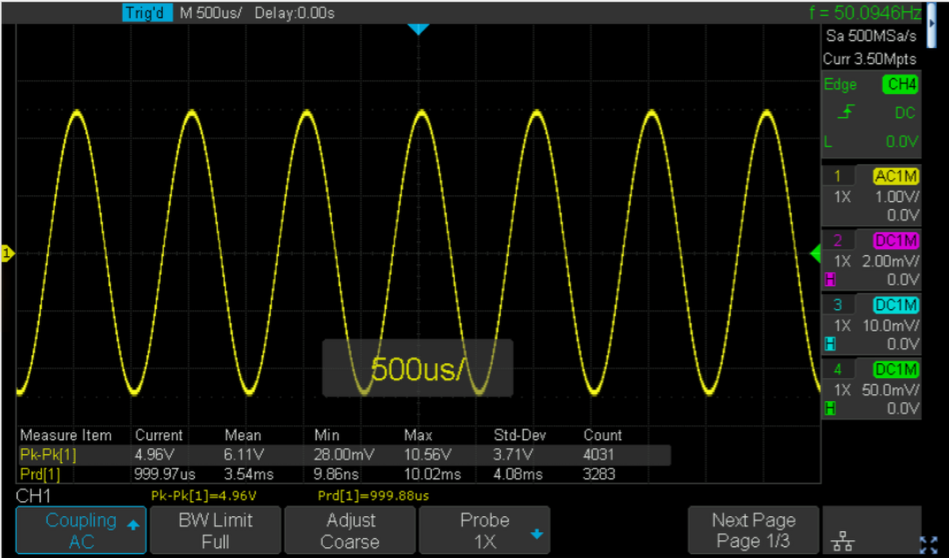 Trig'd M 500us/ Delay:0.00s f = 50.0946Hz
Sa 500MSa/s
Curr 3.50Mpts
Edge CH4
DC
L 0.0V
1 AC1M
1X 1.00V/
0.0V
2 DC1M
1X 2.00mV/
H 0.0V
3 DC1M
1X 10.0mV/
H 0.0V
4 DC1M
1X 50.0mV/
H 0.0V
1
500us/
Measure Item Current Mean Min Max Std-Dev Count
Pk-Pk[1] 4.96V 6.11V 28.00mV 10.56V 3.71V 4031
Prd[1] 999.97us 3.54ms 9.86ns 10.02ms 4.08ms 3283
CH1 Pk-Pk[1]=4.96V Prd[1]=999.88us
Coupling BW Limit Adjust Probe Next Page
AC Full Coarse 1X Page 1/3